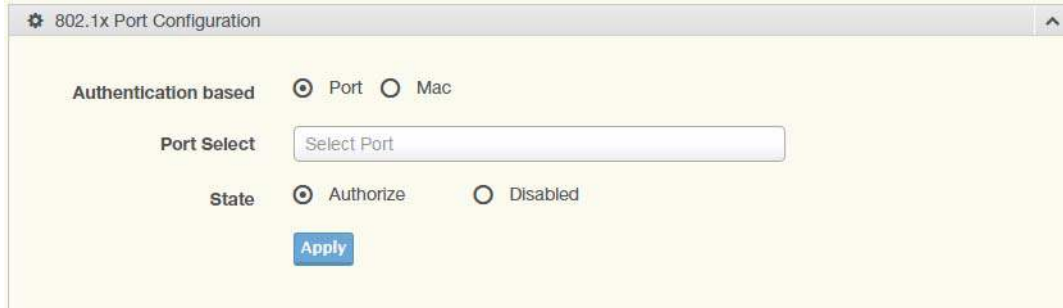 802.1x Port Configuration
Authentication based Port Mac
Port Select Select Port
State Authorize Disabled
Apply